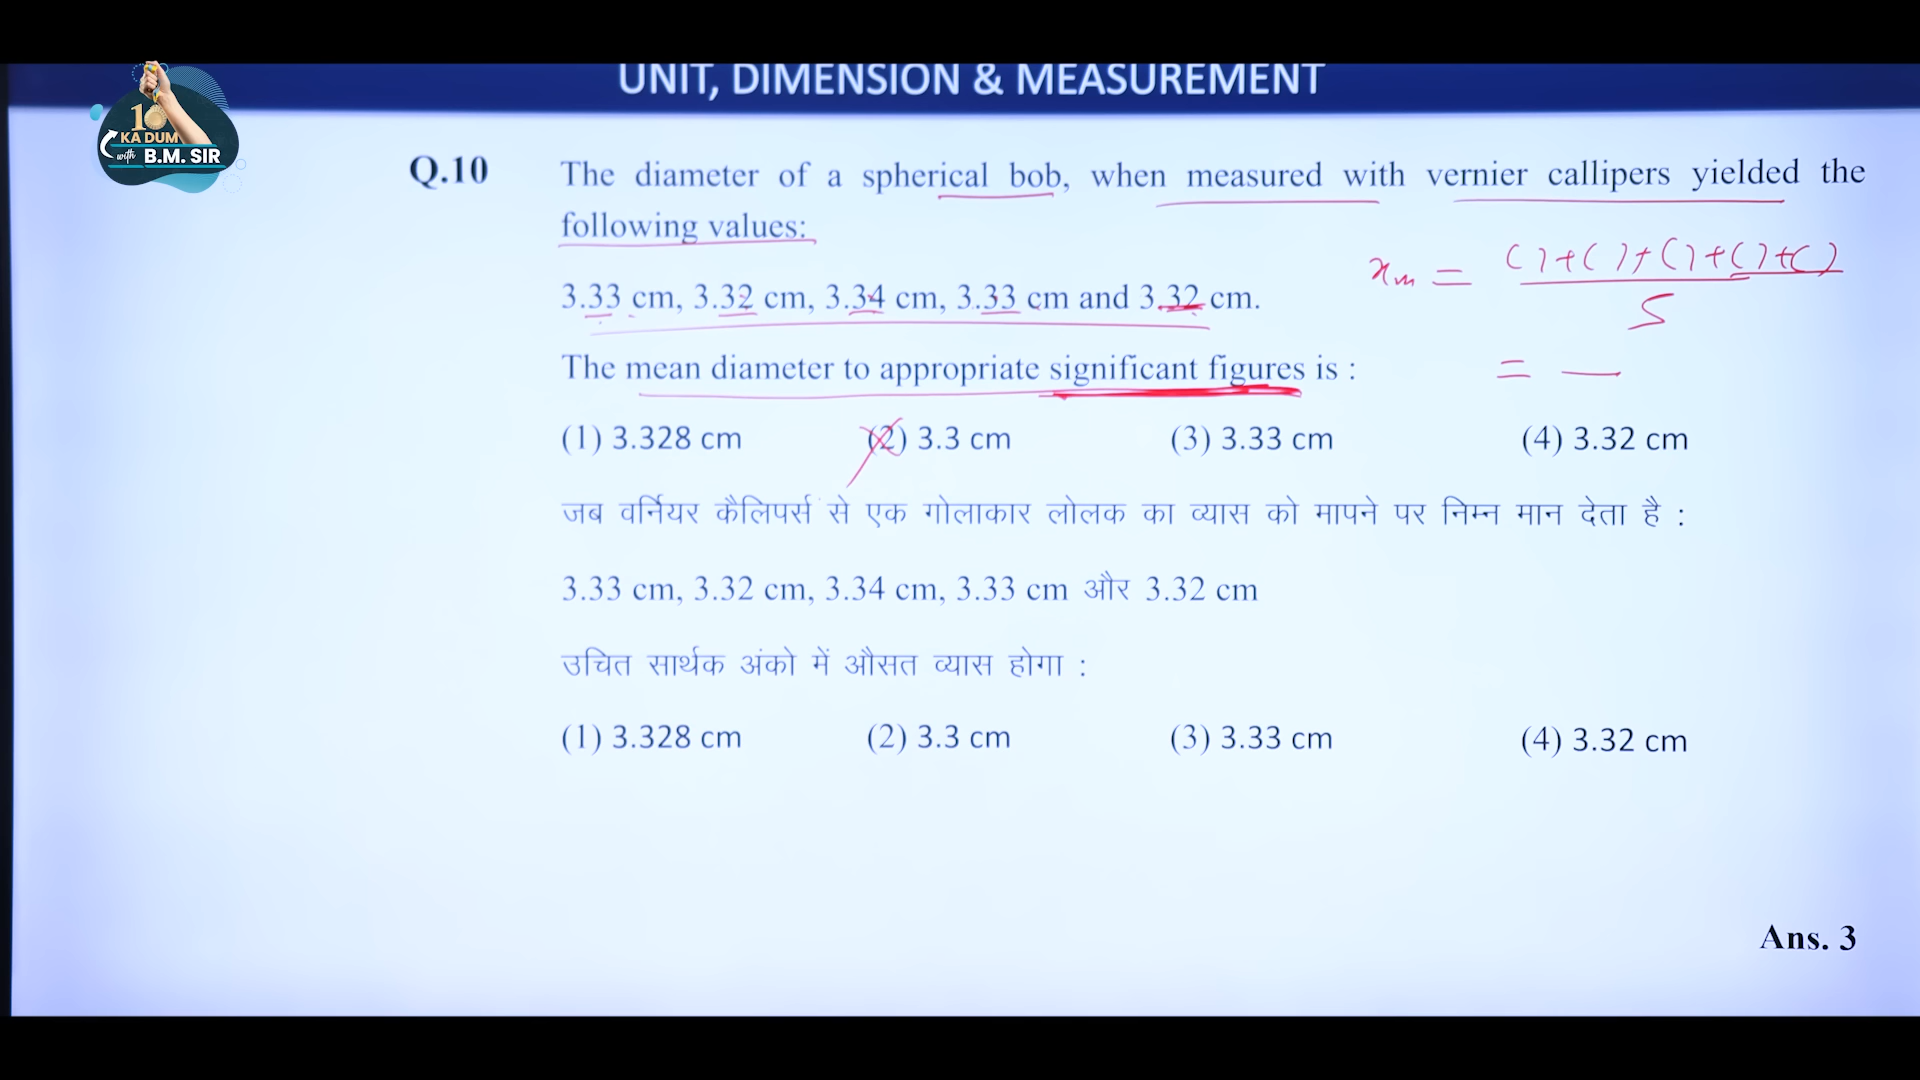 UNIT, DIMENSION & MEASUREMENT
10
KA DUM
with B.M. SIR
Q.10 The diameter of a spherical bob, when measured with vernier callipers yielded the
following values:
xm = ( )+( )+( )+( )+( )
5
3.33 cm, 3.32 cm, 3.34 cm, 3.33 cm and 3.32 cm.
The mean diameter to appropriate significant figures is : = —
(1) 3.328 cm (2) 3.3 cm (3) 3.33 cm (4) 3.32 cm
जब वर्नियर कैलिपर्स से एक गोलाकार लोलक का व्यास को मापने पर निम्न मान देता है :
3.33 cm, 3.32 cm, 3.34 cm, 3.33 cm और 3.32 cm
उचित सार्थक अंको में औसत व्यास होगा :
(1) 3.328 cm (2) 3.3 cm (3) 3.33 cm (4) 3.32 cm
Ans. 3